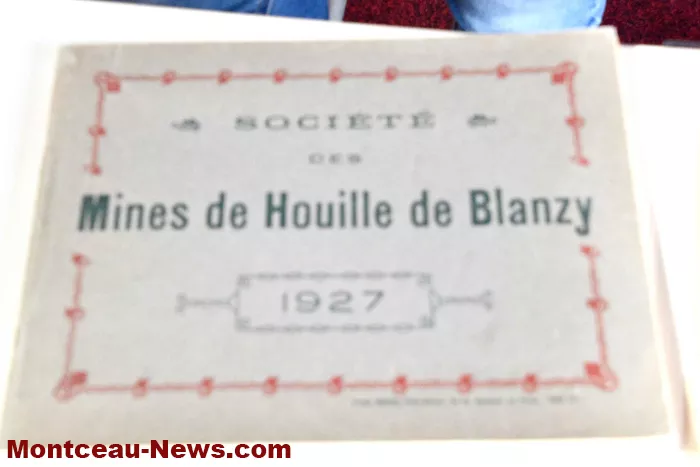 SOCIÉTÉ
DES
Mines de Houille de Blanzy
1927
Montceau-News.com